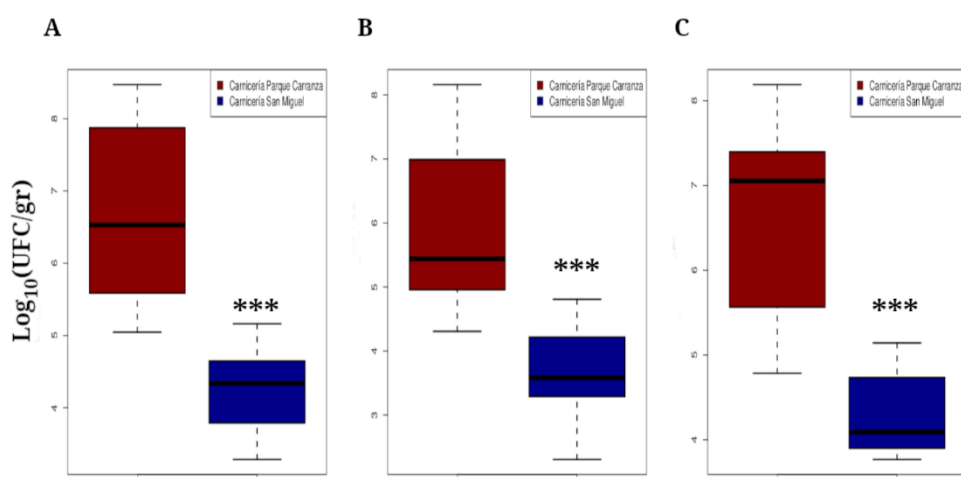 A
B
C
Log10(UFC/gr)
Carnicería Parque Carranza
Carnicería San Miguel
8
7
6
5
4
***
Carnicería Parque Carranza
Carnicería San Miguel
8
7
6
5
4
3
***
Carnicería Parque Carranza
Carnicería San Miguel
8
7
6
5
4
***